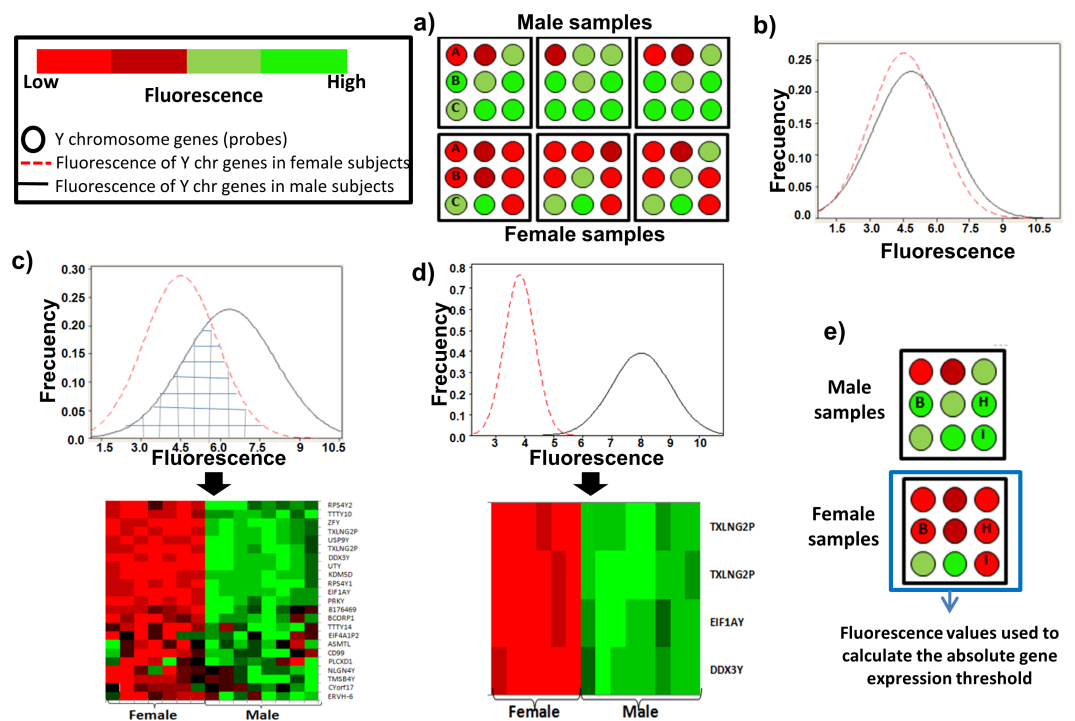 Low
High
Fluorescence
Y chromosome genes (probes)
Fluorescence of Y chr genes in female subjects
Fluorescence of Y chr genes in male subjects
a)
Male samples
A
B
C
A
B
C
Female samples
b)
Frecuency
0.25
0.20
0.15
0.10
0.05
0.0
1.5 3.0 4.5 6.0 7.5 9.0 10.5
Fluorescence
c)
Frecuency
0.30
0.25
0.20
0.15
0.10
0.05
0.0
1.5 3.0 4.5 6.0 7.5 9.0 10.5
Fluorescence
RPS4Y2
TTTY10
ZFY
TXLNG2P
USP9Y
TXLNG2P
DDX3Y
UTY
KDM5D
RPS4Y1
EIF1AY
PRKY
8176469
BCORP1
TTTY14
EIF4A1P2
ASMTL
CD99
PLCXD1
NLGN4Y
TMSB4Y
CYorf17
ERVH-6
Female Male
d)
Frecuency
0.8
0.7
0.6
0.5
0.4
0.3
0.2
0.1
0.0
3 4 5 6 7 8 9 10
Fluorescence
TXLNG2P
TXLNG2P
EIF1AY
DDX3Y
Female Male
e)
Male
samples
B H
I
Female
samples
B H
I
Fluorescence values used to
calculate the absolute gene
expression threshold